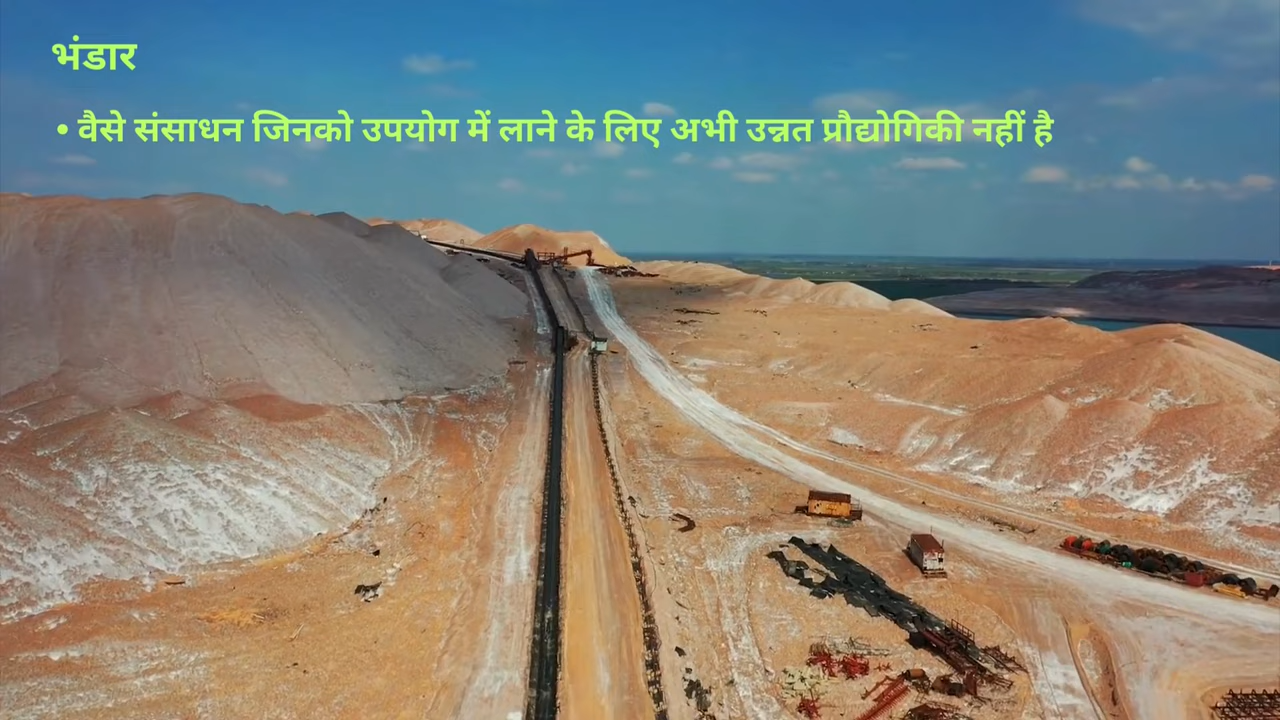 भंडार
• वैसे संसाधन जिनको उपयोग में लाने के लिए अभी उन्नत प्रौद्योगिकी नहीं है